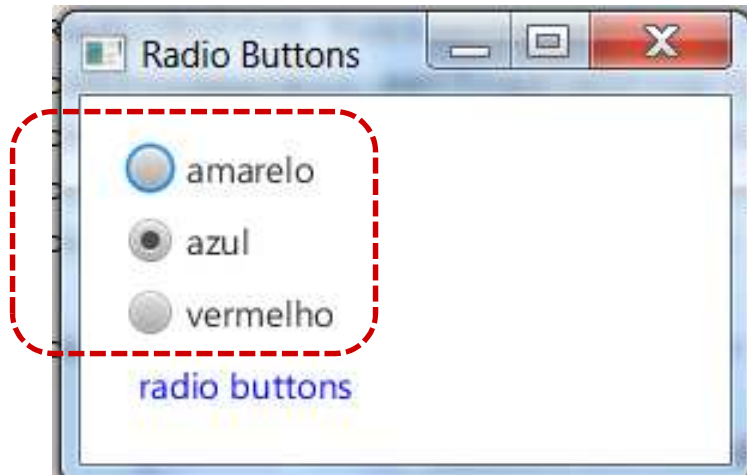 Radio Buttons
amarelo
azul
vermelho
radio buttons